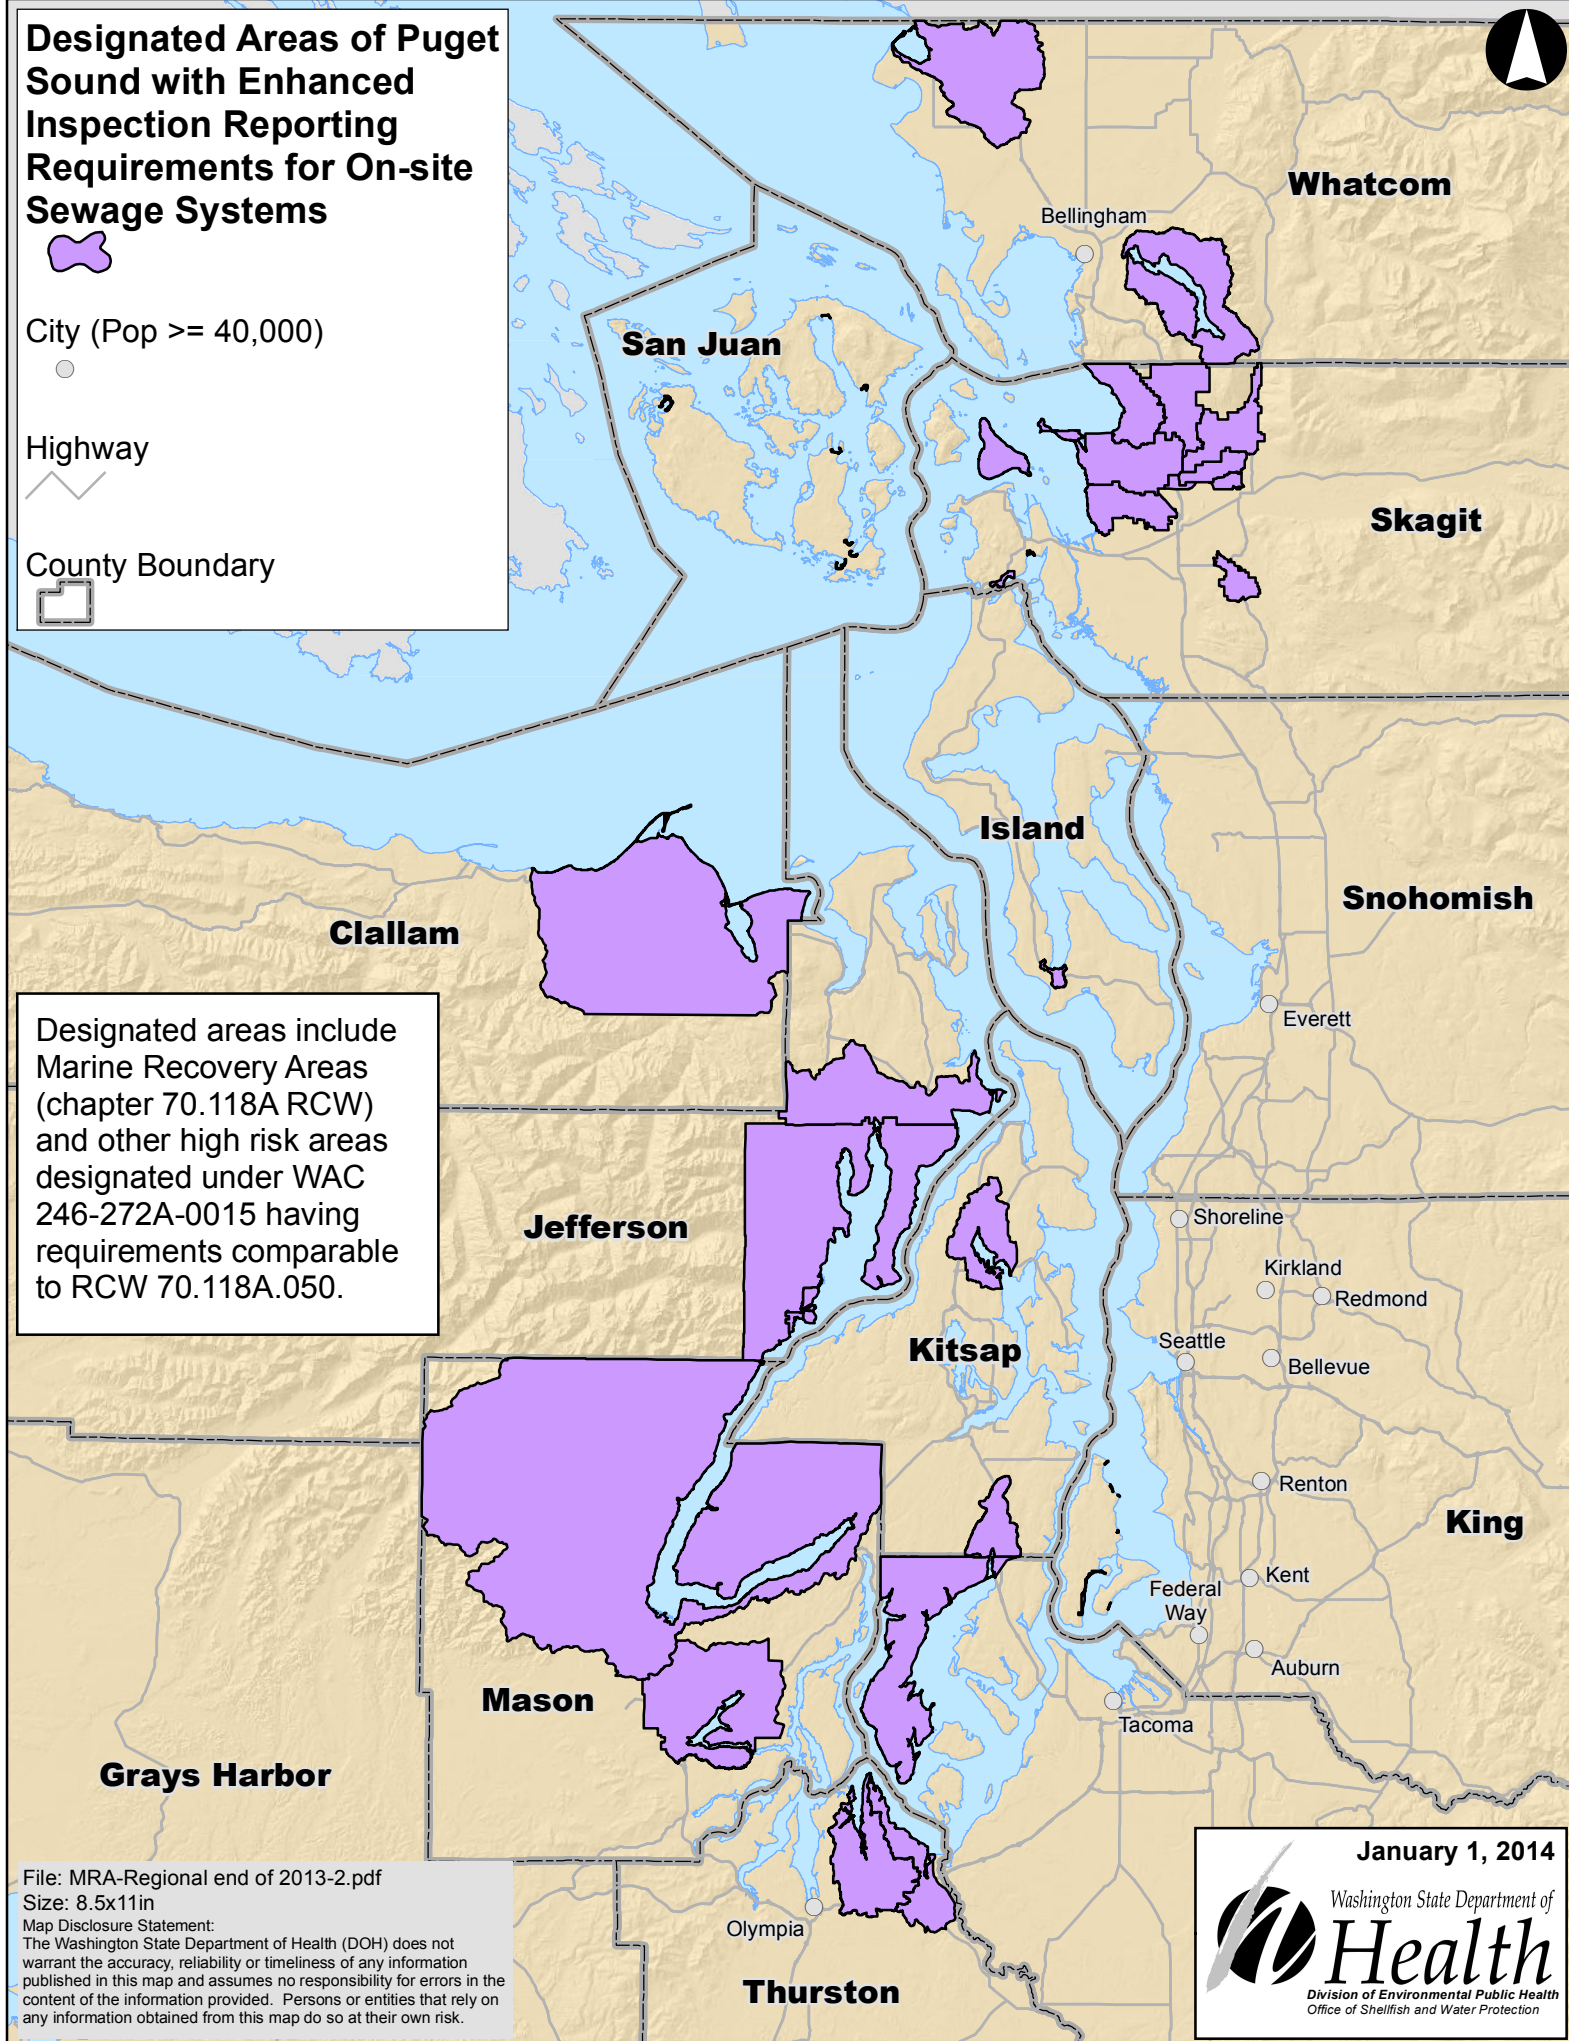 Designated Areas of Puget
Sound with Enhanced
Inspection Reporting
Requirements for On-site
Sewage Systems
City (Pop >= 40,000)
Highway
County Boundary
Whatcom
Bellingham
San Juan
Skagit
Island
Snohomish
Clallam
Everett
Designated areas include
Marine Recovery Areas
(chapter 70.118A RCW)
and other high risk areas
designated under WAC
246-272A-0015 having
requirements comparable
to RCW 70.118A.050.
Jefferson
Shoreline
Kirkland
Redmond
Seattle
Kitsap
Bellevue
Renton
King
Kent
Federal
Way
Auburn
Mason
Tacoma
Grays Harbor
Olympia
Thurston
File: MRA-Regional end of 2013-2.pdf
Size: 8.5x11in
Map Disclosure Statement:
The Washington State Department of Health (DOH) does not
warrant the accuracy, reliability or timeliness of any information
published in this map and assumes no responsibility for errors in the
content of the information provided.  Persons or entities that rely on
any information obtained from this map do so at their own risk.
January 1, 2014
Washington State Department of
Health
Division of Environmental Public Health
Office of Shellfish and Water Protection